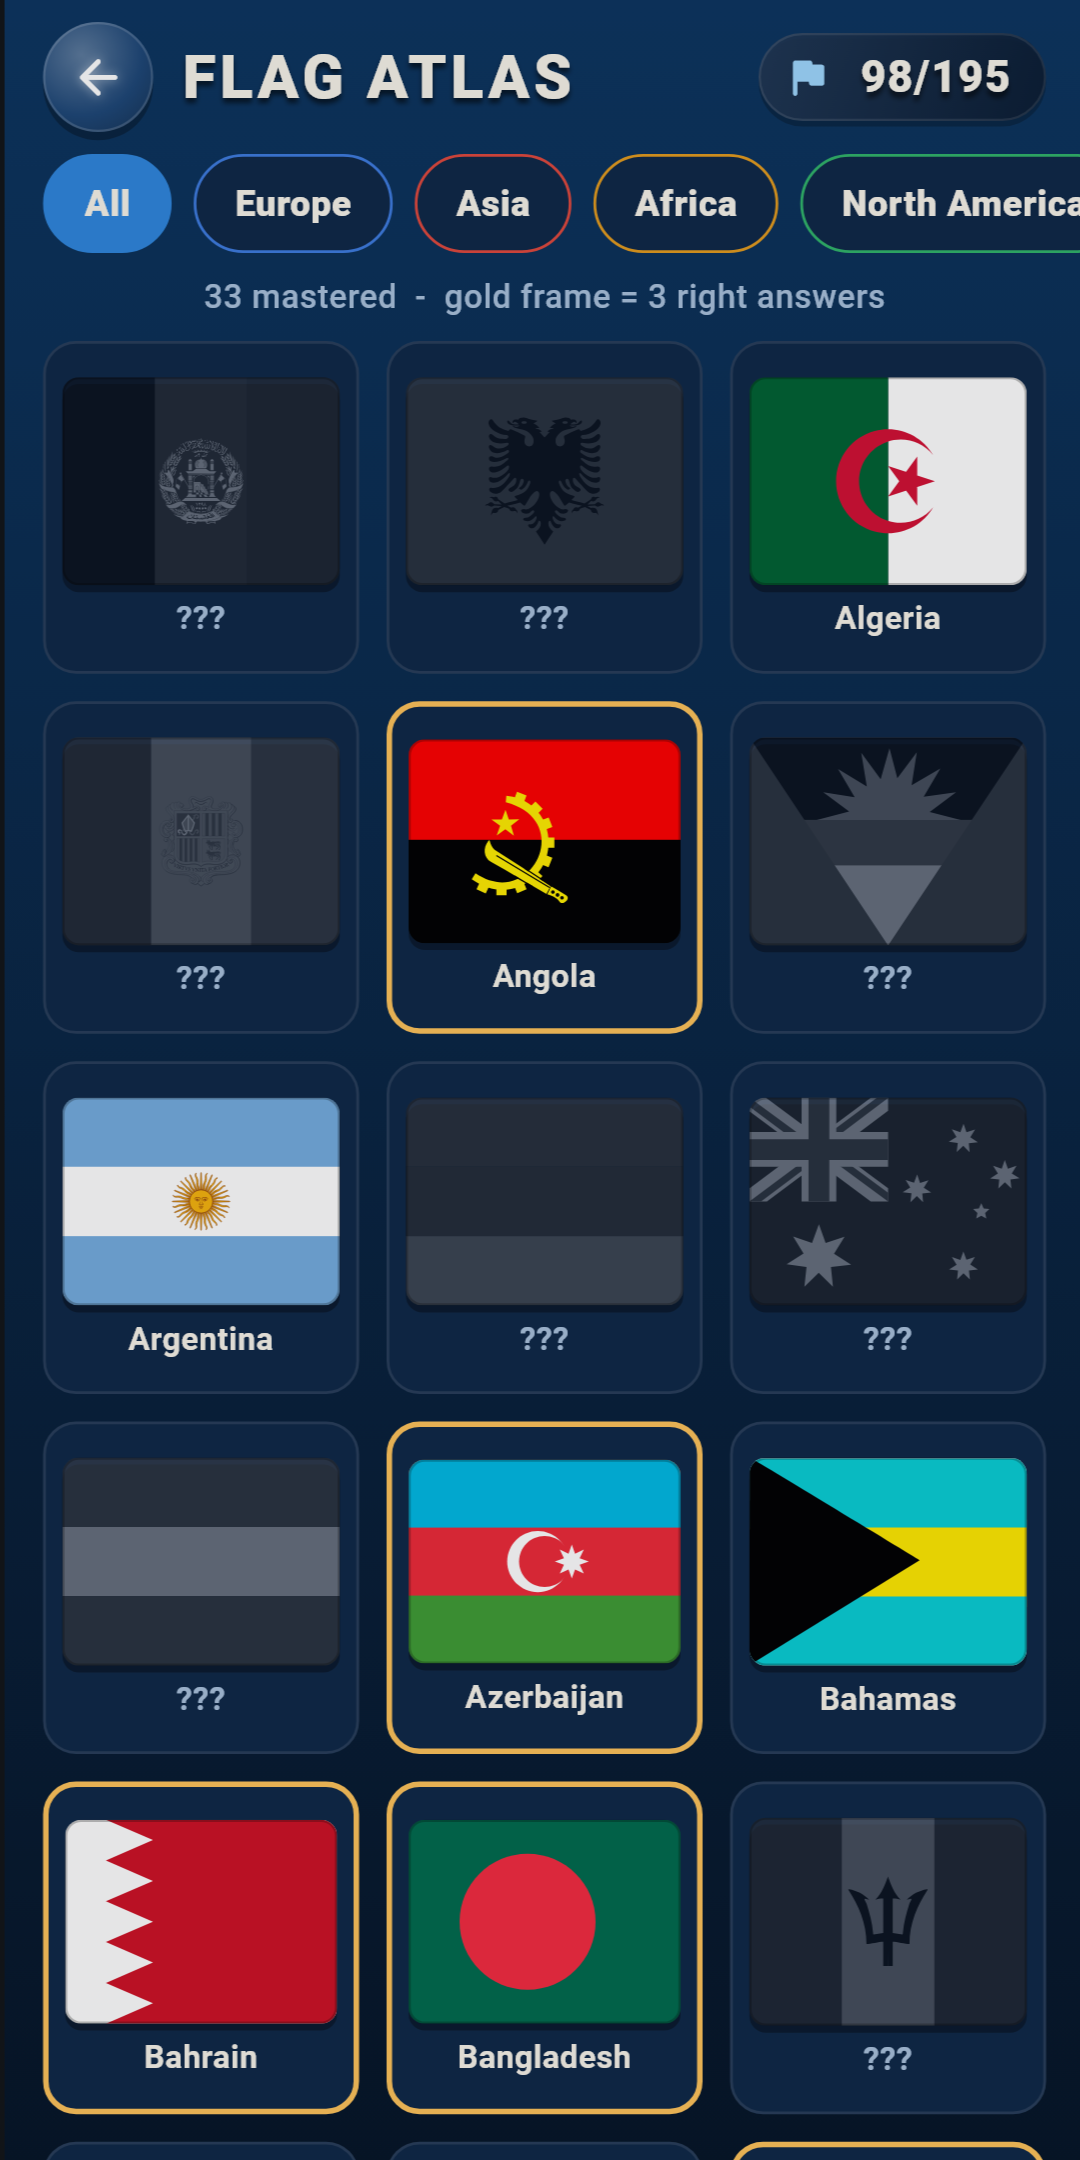 FLAG ATLAS
98/195
All
Europe
Asia
Africa
North America
33 mastered - gold frame = 3 right answers
???
???
Algeria
???
Angola
???
Argentina
???
???
???
Azerbaijan
Bahamas
Bahrain
Bangladesh
???